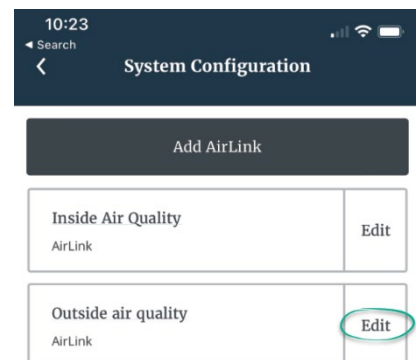 10:23
◄ Search
System Configuration
Add AirLink
Inside Air Quality
AirLink
Edit
Outside air quality
AirLink
Edit